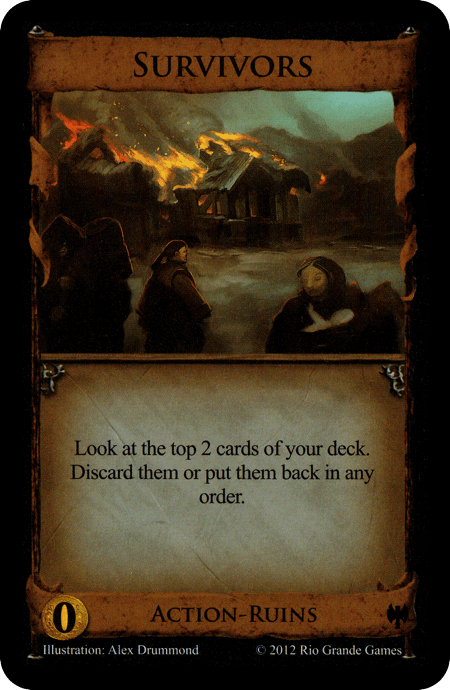 Survivors
Look at the top 2 cards of your deck.
Discard them or put them back in any
order.
0
Action-Ruins
Illustration: Alex Drummond
© 2012 Rio Grande Games